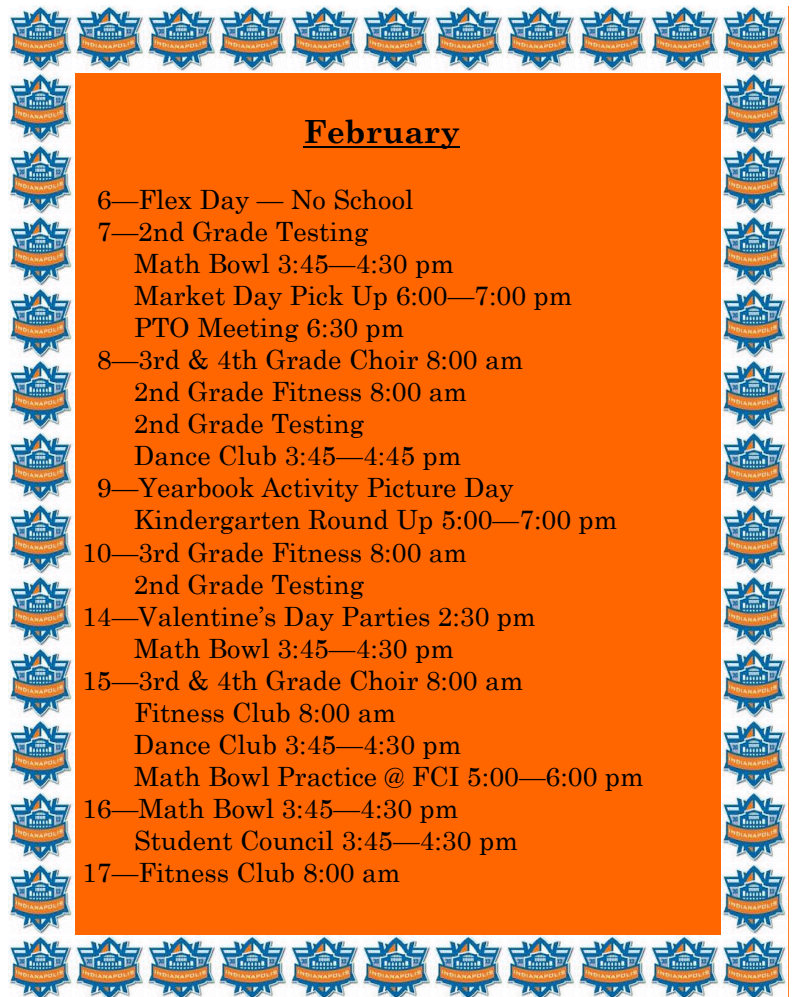 February
6—Flex Day — No School
7—2nd Grade Testing
Math Bowl 3:45—4:30 pm
Market Day Pick Up 6:00—7:00 pm
PTO Meeting 6:30 pm
8—3rd & 4th Grade Choir 8:00 am
2nd Grade Fitness 8:00 am
2nd Grade Testing
Dance Club 3:45—4:45 pm
9—Yearbook Activity Picture Day
Kindergarten Round Up 5:00—7:00 pm
10—3rd Grade Fitness 8:00 am
2nd Grade Testing
14—Valentine’s Day Parties 2:30 pm
Math Bowl 3:45—4:30 pm
15—3rd & 4th Grade Choir 8:00 am
Fitness Club 8:00 am
Dance Club 3:45—4:30 pm
Math Bowl Practice @ FCI 5:00—6:00 pm
16—Math Bowl 3:45—4:30 pm
Student Council 3:45—4:30 pm
17—Fitness Club 8:00 am
INDIANAPOLIS